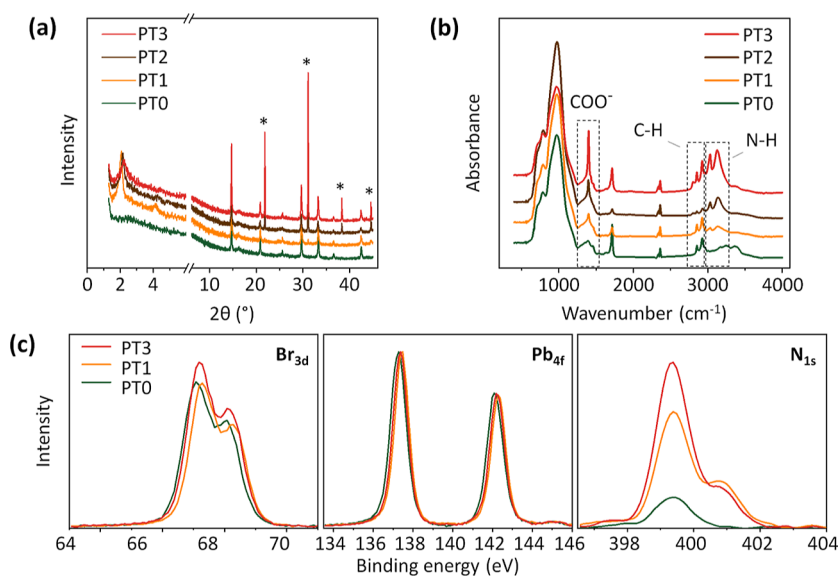 (a)
PT3
PT2
PT1
PT0
*
*
*
*
Intensity
0 2 4 10 20 30 40
2θ (°)
(b)
PT3
PT2
PT1
PT0
COO⁻
C-H
N-H
Absorbance
1000 2000 3000 4000
Wavenumber (cm⁻¹)
(c)
PT3
PT1
PT0
Br₃d
Pb₄f
N₁s
Intensity
64 66 68 70 136 138 140 142 144 146 398 400 402 404
Binding energy (eV)